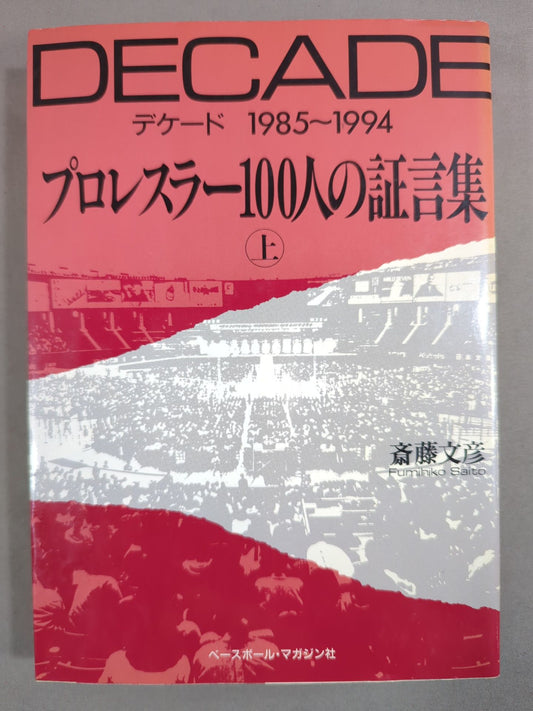 DECADE
デケード 1985〜1994
プロレスラー100人の証言集
上
斎藤文彦
Fumihiko Saito
ベースボール・マガジン社